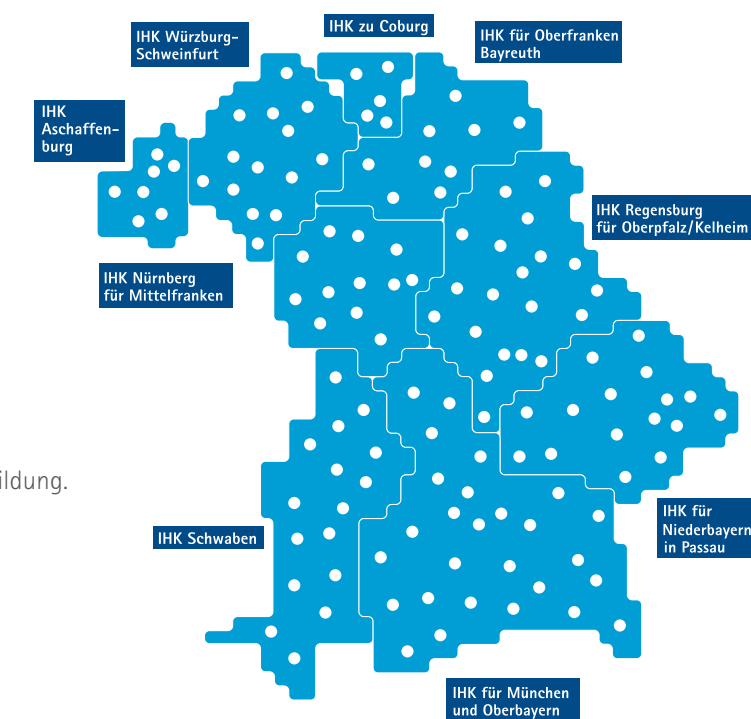 IHK zu Coburg
IHK Würzburg-
Schweinfurt
IHK für Oberfranken
Bayreuth
IHK
Aschaffen-
burg
IHK Regensburg
für Oberpfalz/Kelheim
IHK Nürnberg
für Mittelfranken
ildung.
IHK Schwaben
IHK für
Niederbayern
in Passau
IHK für München
und Oberbayern